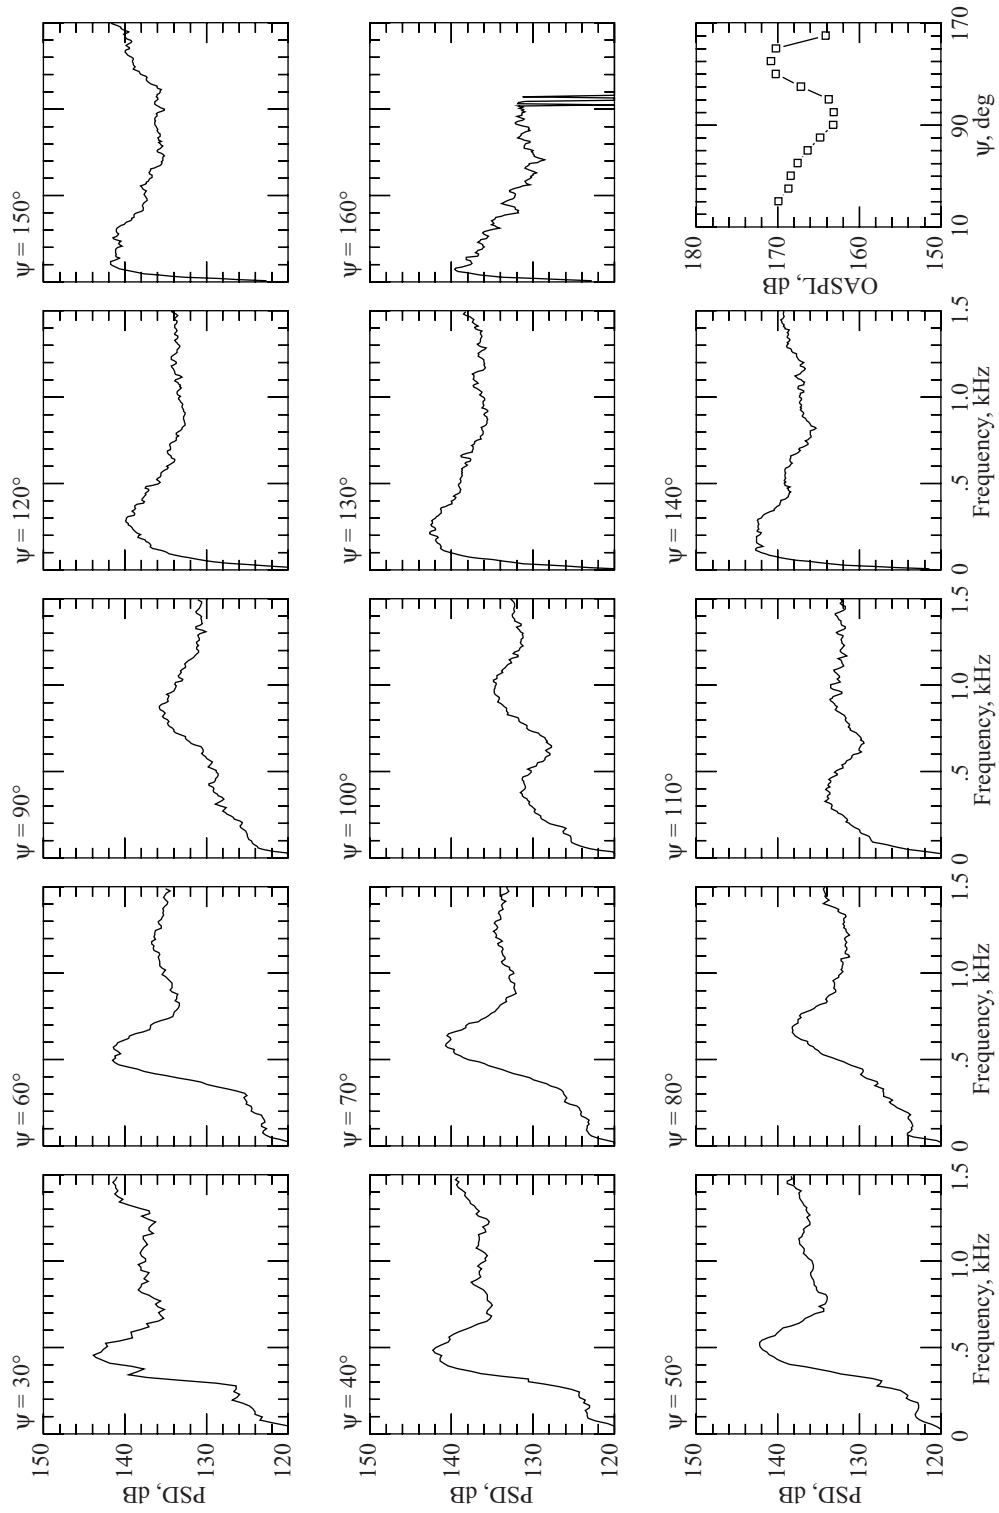 ψ = 30° ψ = 60° ψ = 90° ψ = 120° ψ = 150°
150
140
130
120
PSD, dB
ψ = 40° ψ = 70° ψ = 100° ψ = 130° ψ = 160°
150
140
130
120
PSD, dB
ψ = 50° ψ = 80° ψ = 110° ψ = 140°
150
140
130
120
PSD, dB
180
170
160
150
OASPL, dB
0 .5 1.0 1.5 0 .5 1.0 1.5 0 .5 1.0 1.5 0 .5 1.0 1.5 10 90 170
Frequency, kHz Frequency, kHz Frequency, kHz Frequency, kHz ψ, deg